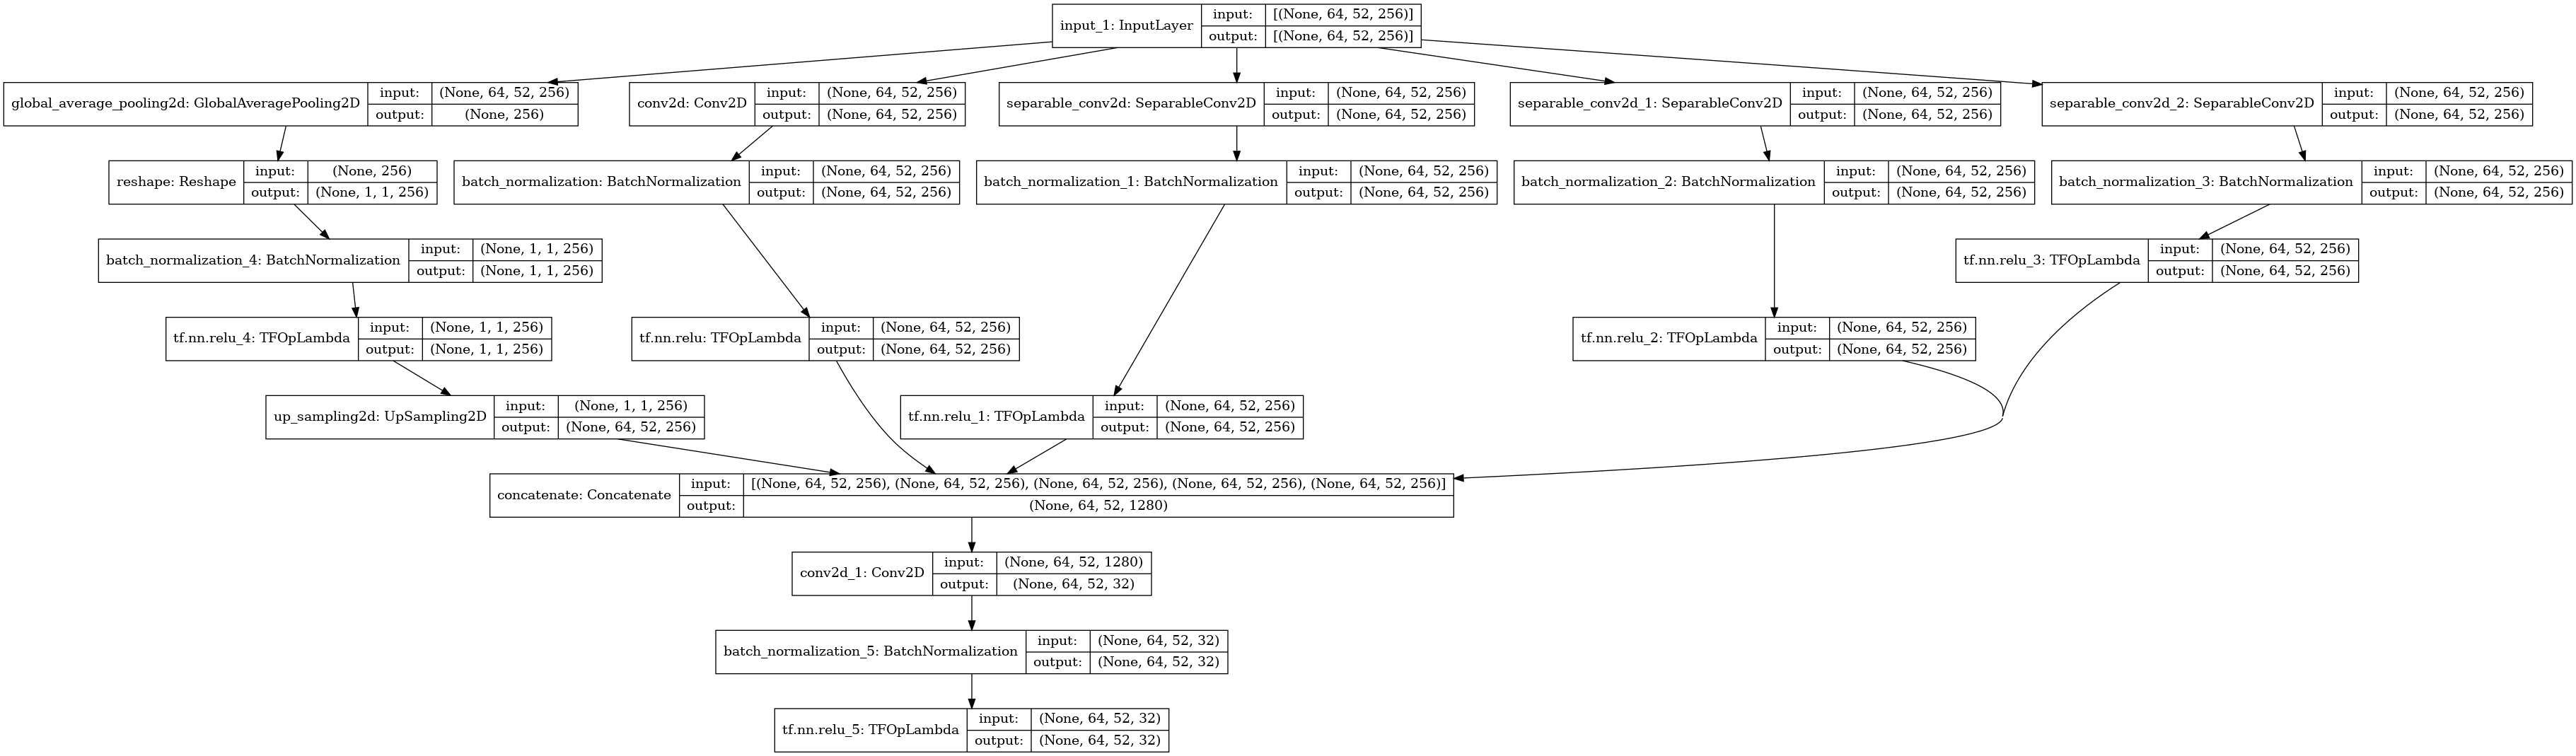 input_1: InputLayer input: [(None, 64, 52, 256)]
output: [(None, 64, 52, 256)]
global_average_pooling2d: GlobalAveragePooling2D input: (None, 64, 52, 256)
output: (None, 256)
conv2d: Conv2D input: (None, 64, 52, 256)
output: (None, 64, 52, 256)
separable_conv2d: SeparableConv2D input: (None, 64, 52, 256)
output: (None, 64, 52, 256)
separable_conv2d_1: SeparableConv2D input: (None, 64, 52, 256)
output: (None, 64, 52, 256)
separable_conv2d_2: SeparableConv2D input: (None, 64, 52, 256)
output: (None, 64, 52, 256)
reshape: Reshape input: (None, 256)
output: (None, 1, 1, 256)
batch_normalization: BatchNormalization input: (None, 64, 52, 256)
output: (None, 64, 52, 256)
batch_normalization_1: BatchNormalization input: (None, 64, 52, 256)
output: (None, 64, 52, 256)
batch_normalization_2: BatchNormalization input: (None, 64, 52, 256)
output: (None, 64, 52, 256)
batch_normalization_3: BatchNormalization input: (None, 64, 52, 256)
output: (None, 64, 52, 256)
batch_normalization_4: BatchNormalization input: (None, 1, 1, 256)
output: (None, 1, 1, 256)
tf.nn.relu_3: TFOpLambda input: (None, 64, 52, 256)
output: (None, 64, 52, 256)
tf.nn.relu_4: TFOpLambda input: (None, 1, 1, 256)
output: (None, 1, 1, 256)
tf.nn.relu: TFOpLambda input: (None, 64, 52, 256)
output: (None, 64, 52, 256)
tf.nn.relu_2: TFOpLambda input: (None, 64, 52, 256)
output: (None, 64, 52, 256)
up_sampling2d: UpSampling2D input: (None, 1, 1, 256)
output: (None, 64, 52, 256)
tf.nn.relu_1: TFOpLambda input: (None, 64, 52, 256)
output: (None, 64, 52, 256)
concatenate: Concatenate input: [(None, 64, 52, 256), (None, 64, 52, 256), (None, 64, 52, 256), (None, 64, 52, 256), (None, 64, 52, 256)]
output: (None, 64, 52, 1280)
conv2d_1: Conv2D input: (None, 64, 52, 1280)
output: (None, 64, 52, 32)
batch_normalization_5: BatchNormalization input: (None, 64, 52, 32)
output: (None, 64, 52, 32)
tf.nn.relu_5: TFOpLambda input: (None, 64, 52, 32)
output: (None, 64, 52, 32)